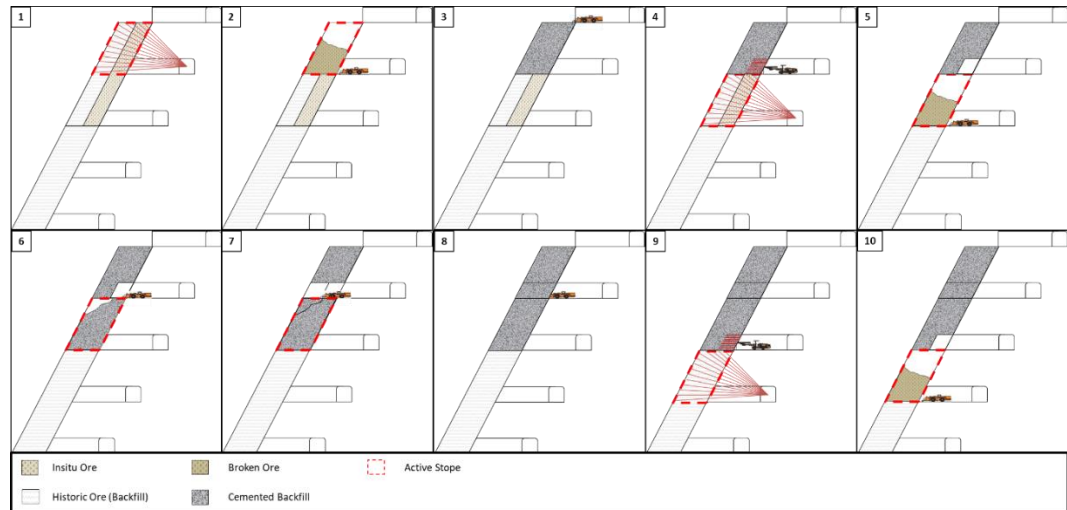 1
2
3
4
5
6
7
8
9
10
Insitu Ore
Broken Ore
Active Stope
Historic Ore (Backfill)
Cemented Backfill